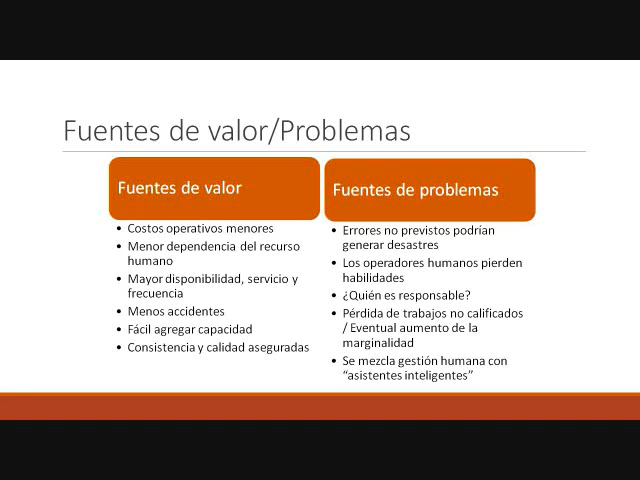 Fuentes de valor/Problemas
Fuentes de valor
• Costos operativos menores
• Menor dependencia del recurso
humano
• Mayor disponibilidad, servicio y
frecuencia
• Menos accidentes
• Fácil agregar capacidad
• Consistencia y calidad aseguradas
Fuentes de problemas
• Errores no previstos podrían
generar desastres
• Los operadores humanos pierden
habilidades
• ¿Quién es responsable?
• Pérdida de trabajos no calificados
/ Eventual aumento de la
marginalidad
• Se mezcla gestión humana con
“asistentes inteligentes”